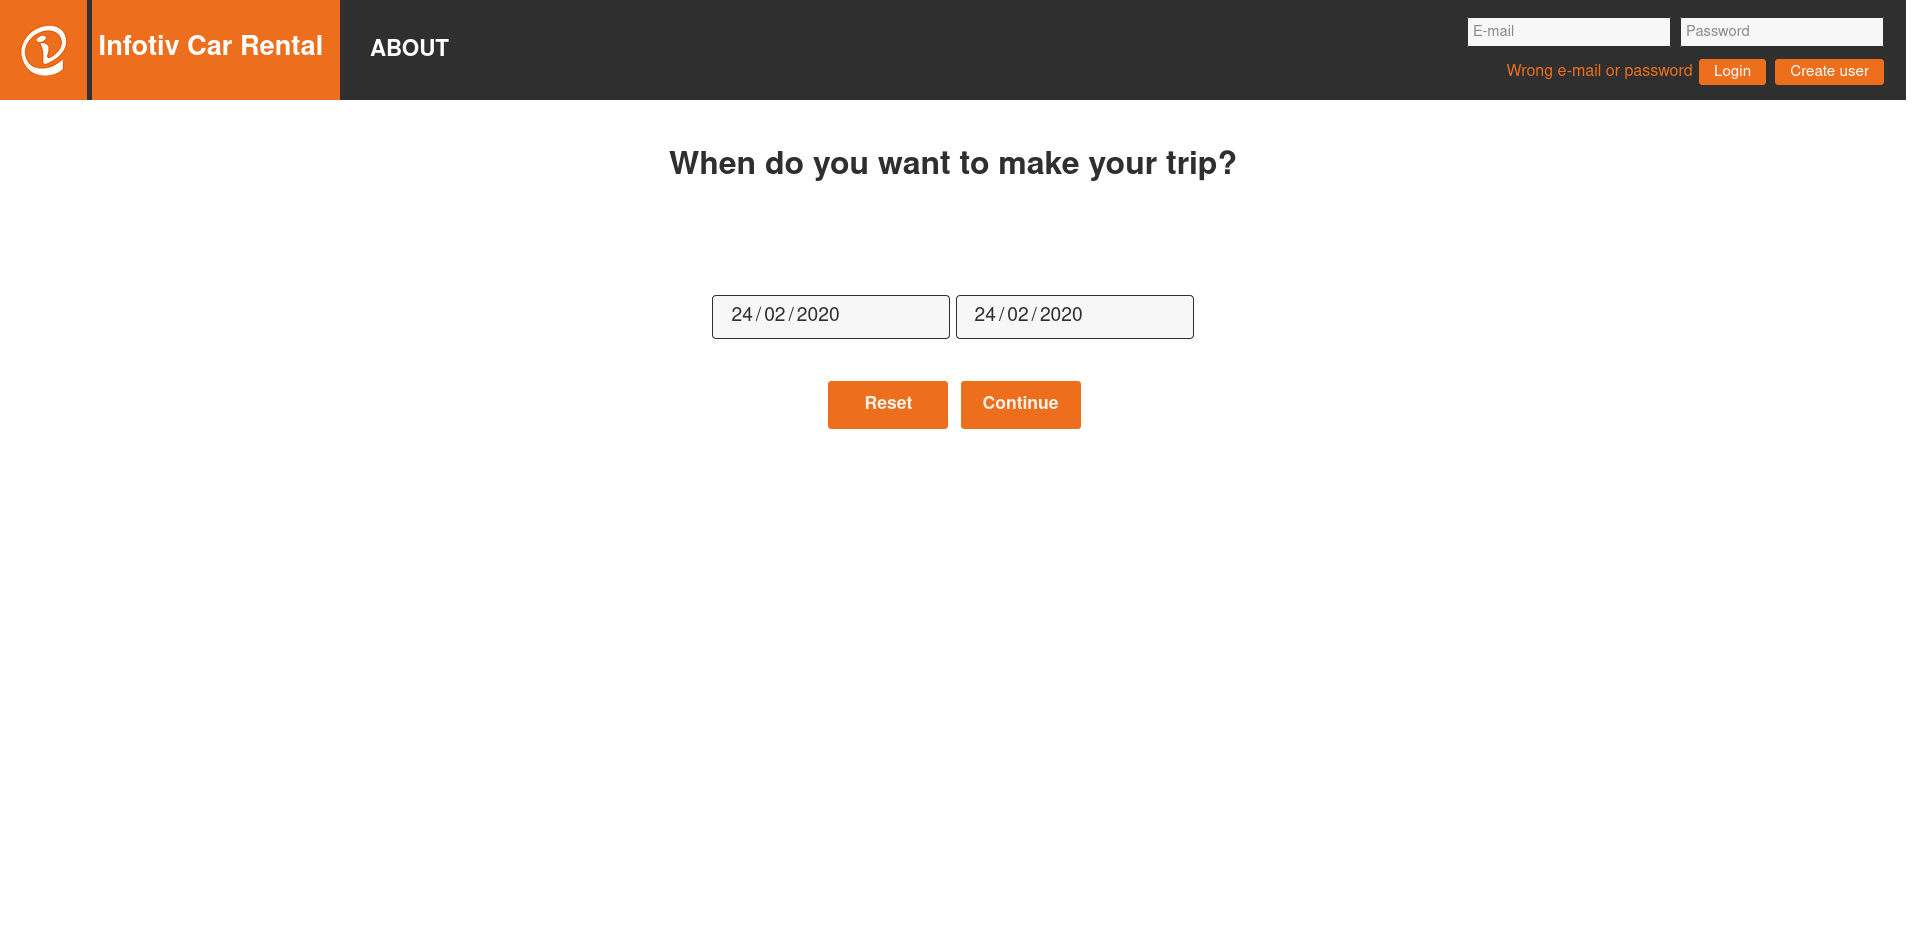 Infotiv Car Rental
ABOUT
E-mail
Password
Wrong e-mail or password
Login
Create user
When do you want to make your trip?
24/02/2020
24/02/2020
Reset
Continue